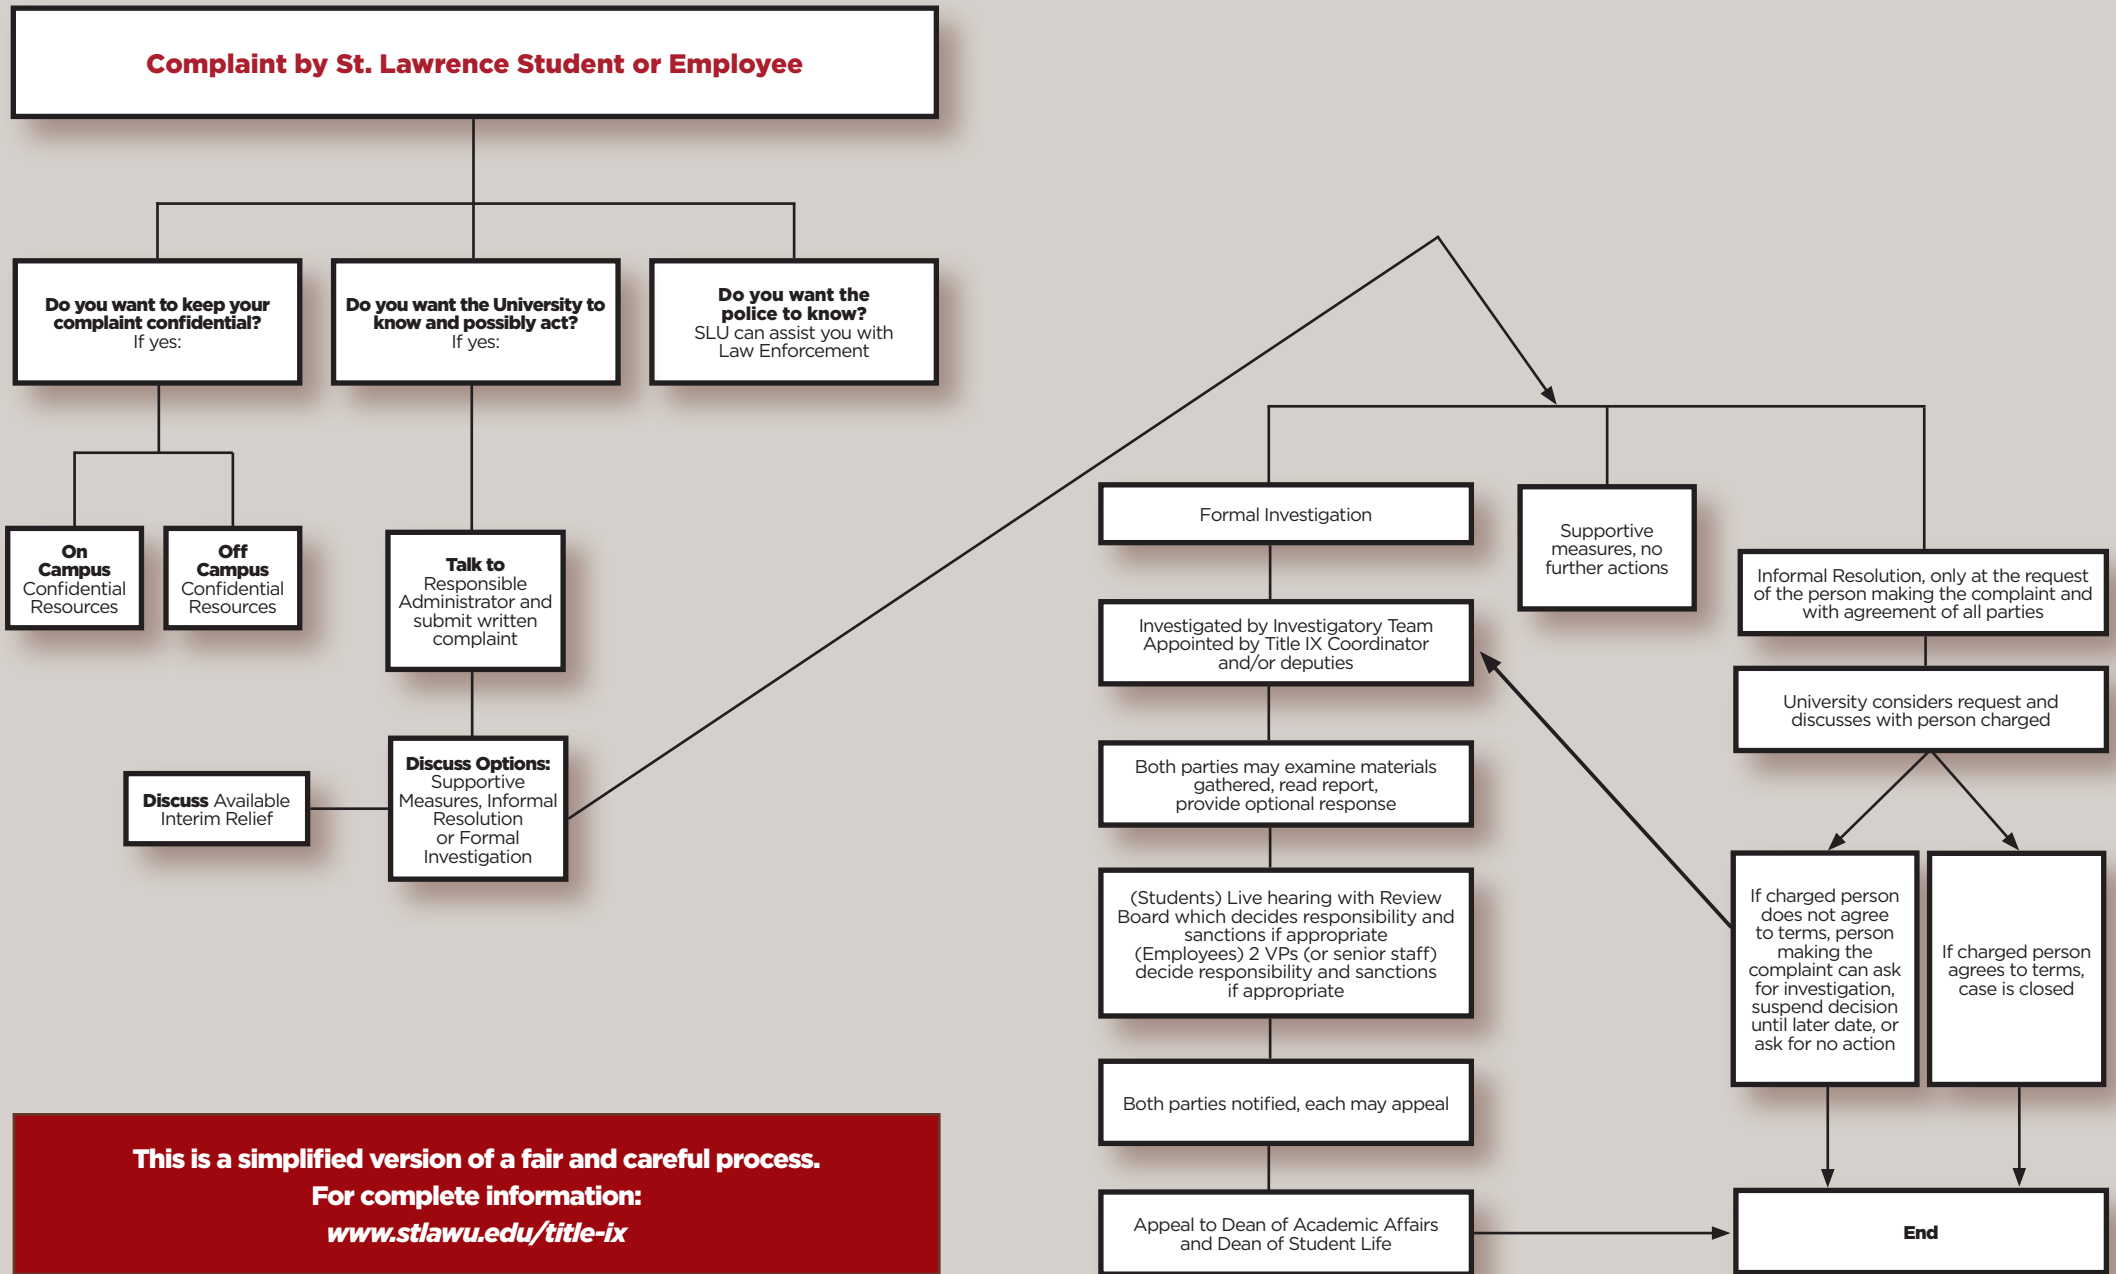 Complaint by St. Lawrence Student or Employee
Do you want to keep your
complaint confidential?
If yes:
Do you want the University to
know and possibly act?
If yes:
Do you want the
police to know?
SLU can assist you with
Law Enforcement
On
Campus
Confidential
Resources
Off
Campus
Confidential
Resources
Talk to
Responsible
Administrator and
submit written
complaint
Discuss Available
Interim Relief
Discuss Options:
Supportive
Measures, Informal
Resolution
or Formal
Investigation
Formal Investigation
Investigated by Investigatory Team
Appointed by Title IX Coordinator
and/or deputies
Both parties may examine materials
gathered, read report,
provide optional response
(Students) Live hearing with Review
Board which decides responsibility and
sanctions if appropriate
(Employees) 2 VPs (or senior staff)
decide responsibility and sanctions
if appropriate
Both parties notified, each may appeal
Appeal to Dean of Academic Affairs
and Dean of Student Life
Supportive
measures, no
further actions
Informal Resolution, only at the request
of the person making the complaint and
with agreement of all parties
University considers request and
discusses with person charged
If charged person
does not agree
to terms, person
making the
complaint can ask
for investigation,
suspend decision
until later date, or
ask for no action
If charged person
agrees to terms,
case is closed
End
This is a simplified version of a fair and careful process.
For complete information:
www.stlawu.edu/title-ix